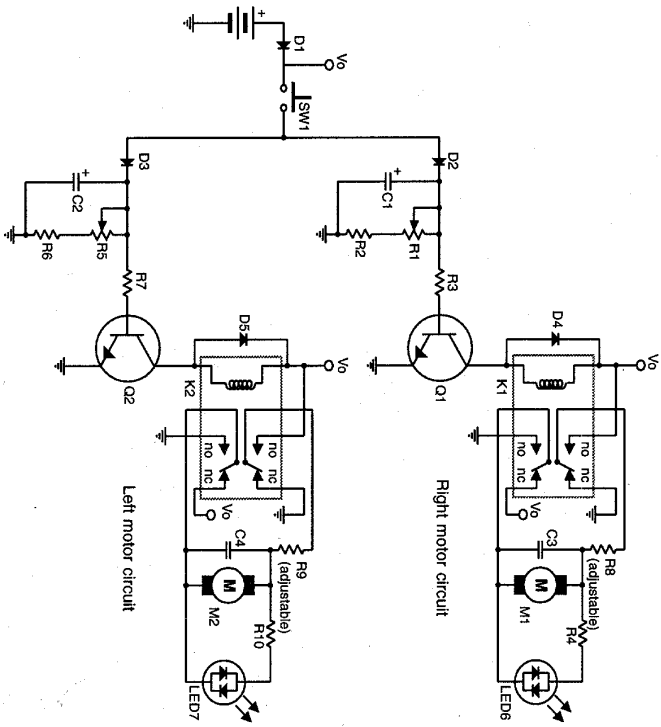 Vo
+
D1
SW1
D3
D2
+
C2
R5
R6
+
C1
R1
R2
R7
R3
Q2
Q1
D5
D4
Vo
K2
Vo
K1
no
nc
no
nc
no
nc
no
nc
Vo
Vo
Left motor circuit
Right motor circuit
C4
R9
(adjustable)
M
M2
R10
LED7
C3
R8
(adjustable)
M
M1
R4
LED6